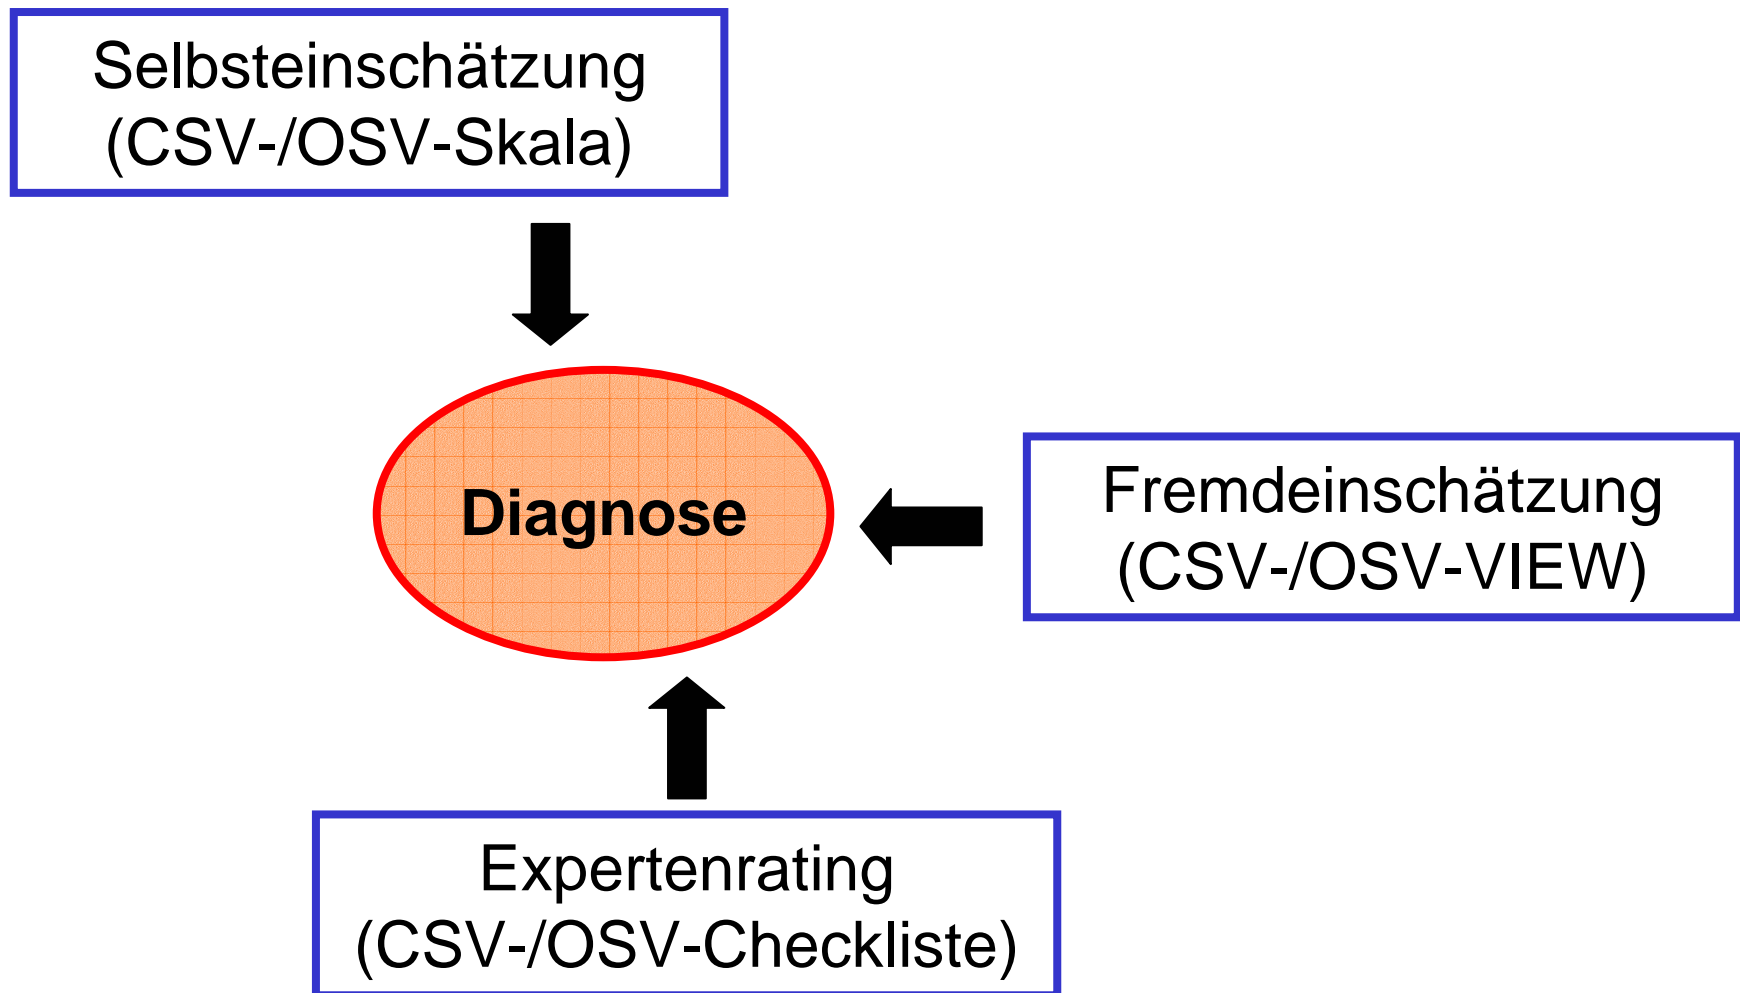 Selbsteinschätzung
(CSV-/OSV-Skala)
Diagnose
Fremdeinschätzung
(CSV-/OSV-VIEW)
Expertenrating
(CSV-/OSV-Checkliste)